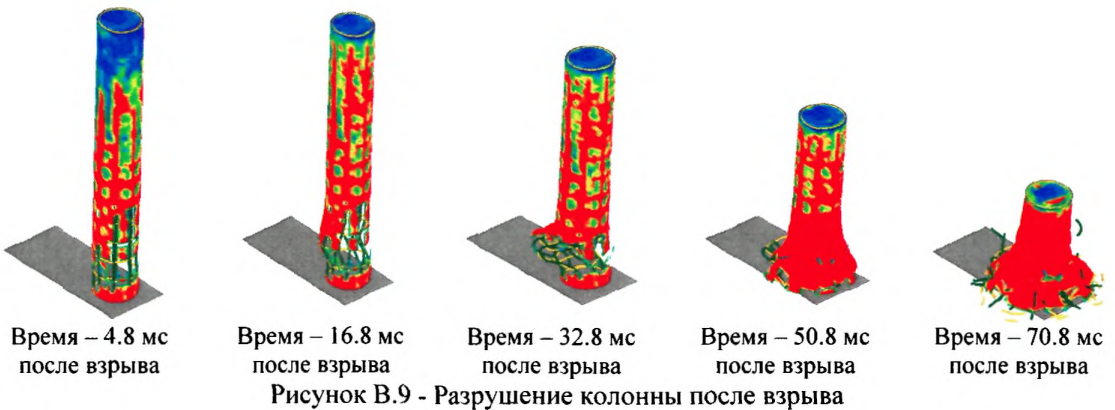 Время – 4.8 мс
после взрыва
Время – 16.8 мс
после взрыва
Время – 32.8 мс
после взрыва
Время – 50.8 мс
после взрыва
Время – 70.8 мс
после взрыва
Рисунок В.9 - Разрушение колонны после взрыва